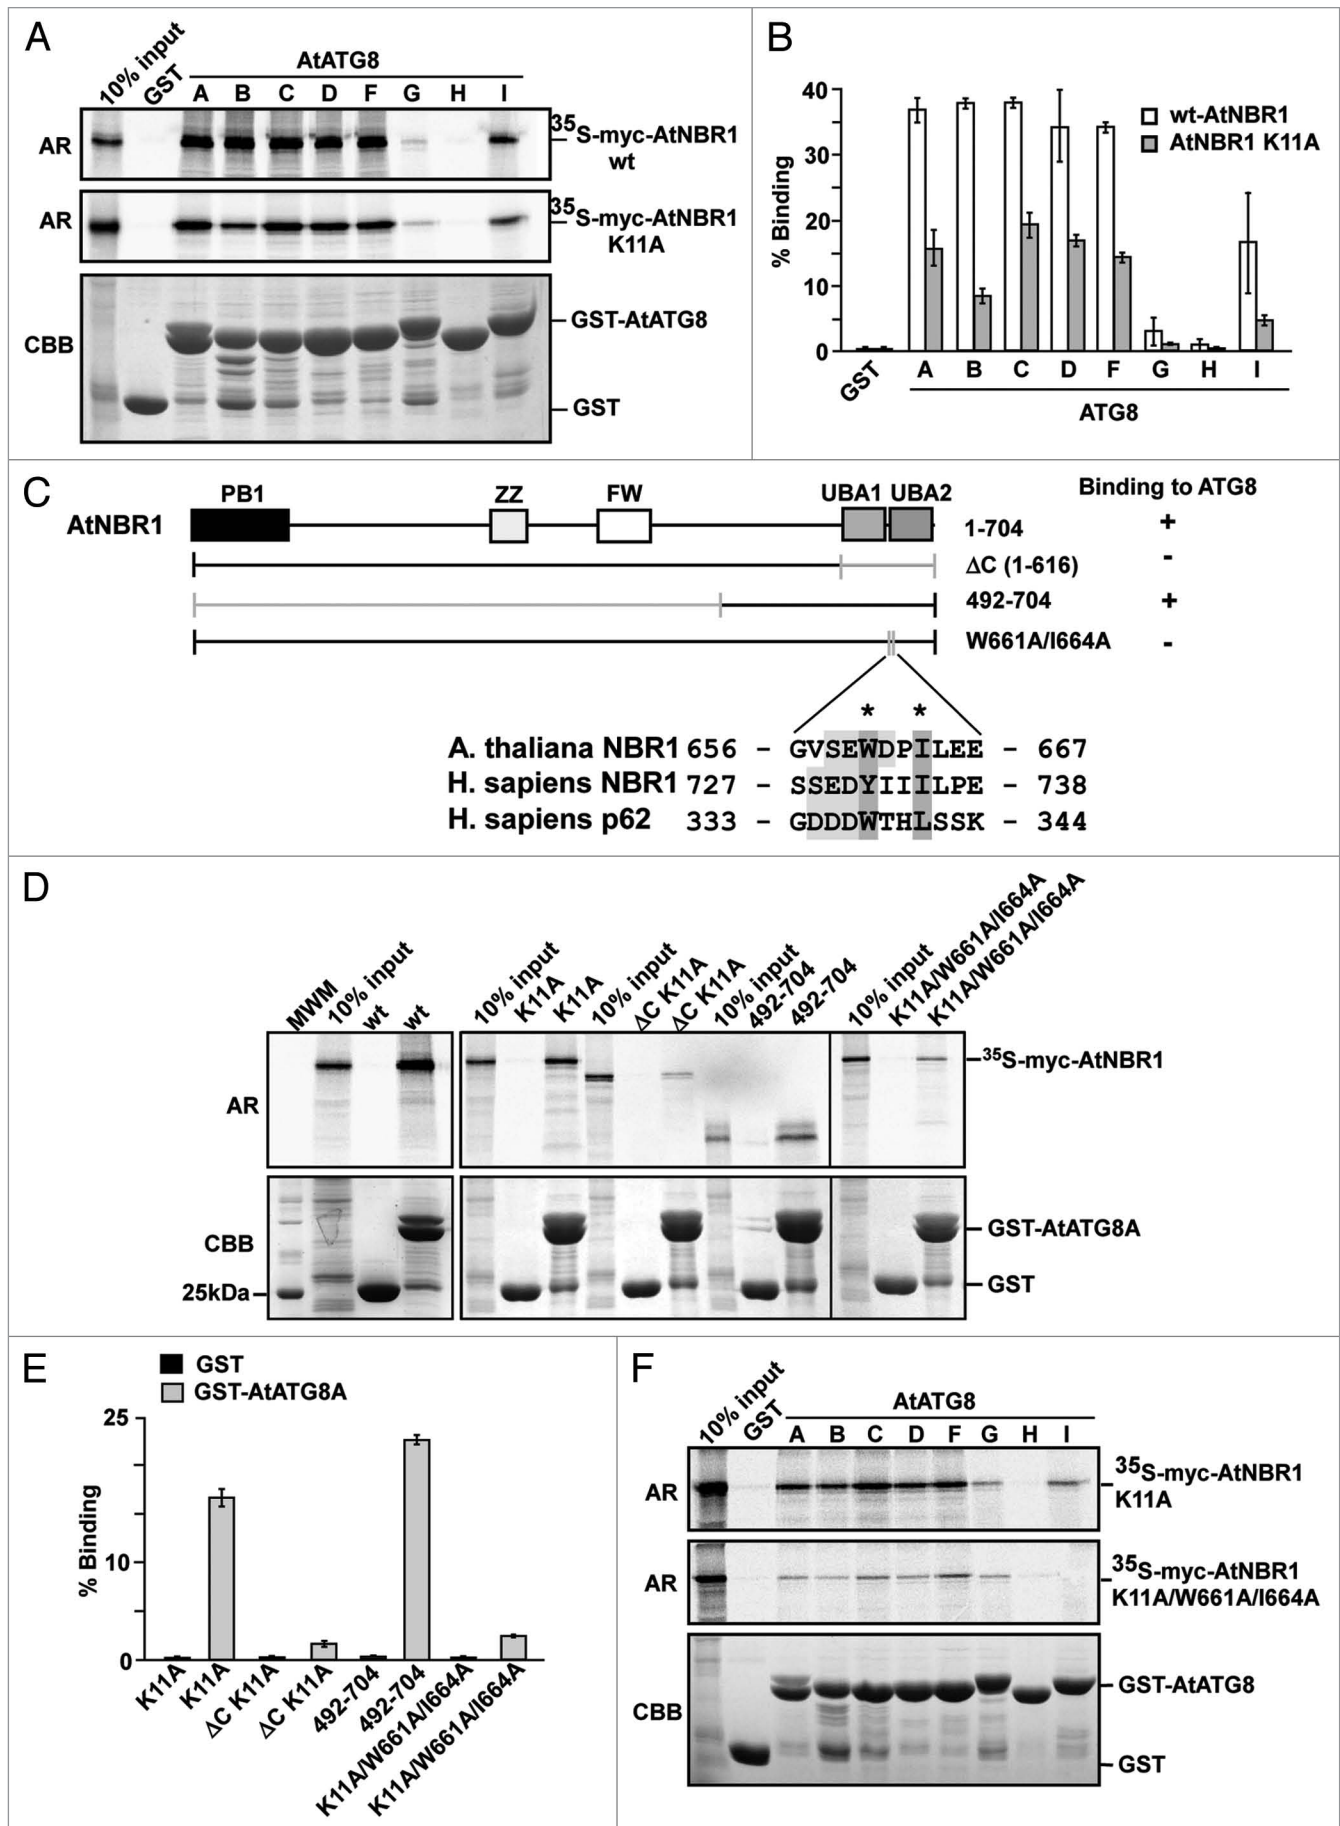 A
10% input
GST
AtATG8
A B C D F G H I
AR
35S-myc-AtNBR1
wt
AR
35S-myc-AtNBR1
K11A
CBB
GST-AtATG8
GST
B
% Binding
40
30
20
10
0
wt-AtNBR1
AtNBR1 K11A
GST
A B C D F G H I
ATG8
C
PB1 ZZ FW UBA1 UBA2
Binding to ATG8
AtNBR1
1-704 +
ΔC (1-616) -
492-704 +
W661A/I664A -
* *
A. thaliana NBR1 656 - GVSEWDPILEE - 667
H. sapiens NBR1 727 - SSEDYIIILPE - 738
H. sapiens p62 333 - GDDDWTHLSSK - 344
D
MWM
10% input
wt
wt
10% input
K11A
K11A
10% input
ΔC K11A
ΔC K11A
10% input
492-704
492-704
10% input
K11A/W661A/I664A
K11A/W661A/I664A
AR
35S-myc-AtNBR1
CBB
25kDa
GST-AtATG8A
GST
E
GST
GST-AtATG8A
% Binding
25
10
0
K11A
K11A
ΔC K11A
ΔC K11A
492-704
492-704
K11A/W661A/I664A
K11A/W661A/I664A
F
10% input
GST
AtATG8
A B C D F G H I
AR
35S-myc-AtNBR1
K11A
AR
35S-myc-AtNBR1
K11A/W661A/I664A
CBB
GST-AtATG8
GST